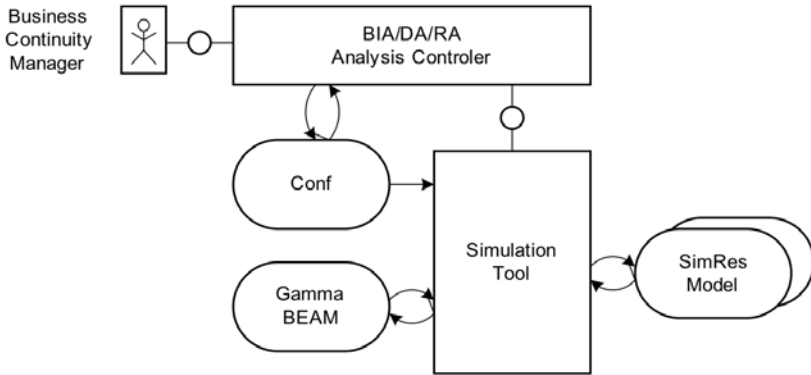 Business
Continuity
Manager
BIA/DA/RA
Analysis Controler
Conf
Simulation
Tool
SimRes
Model
Gamma
BEAM